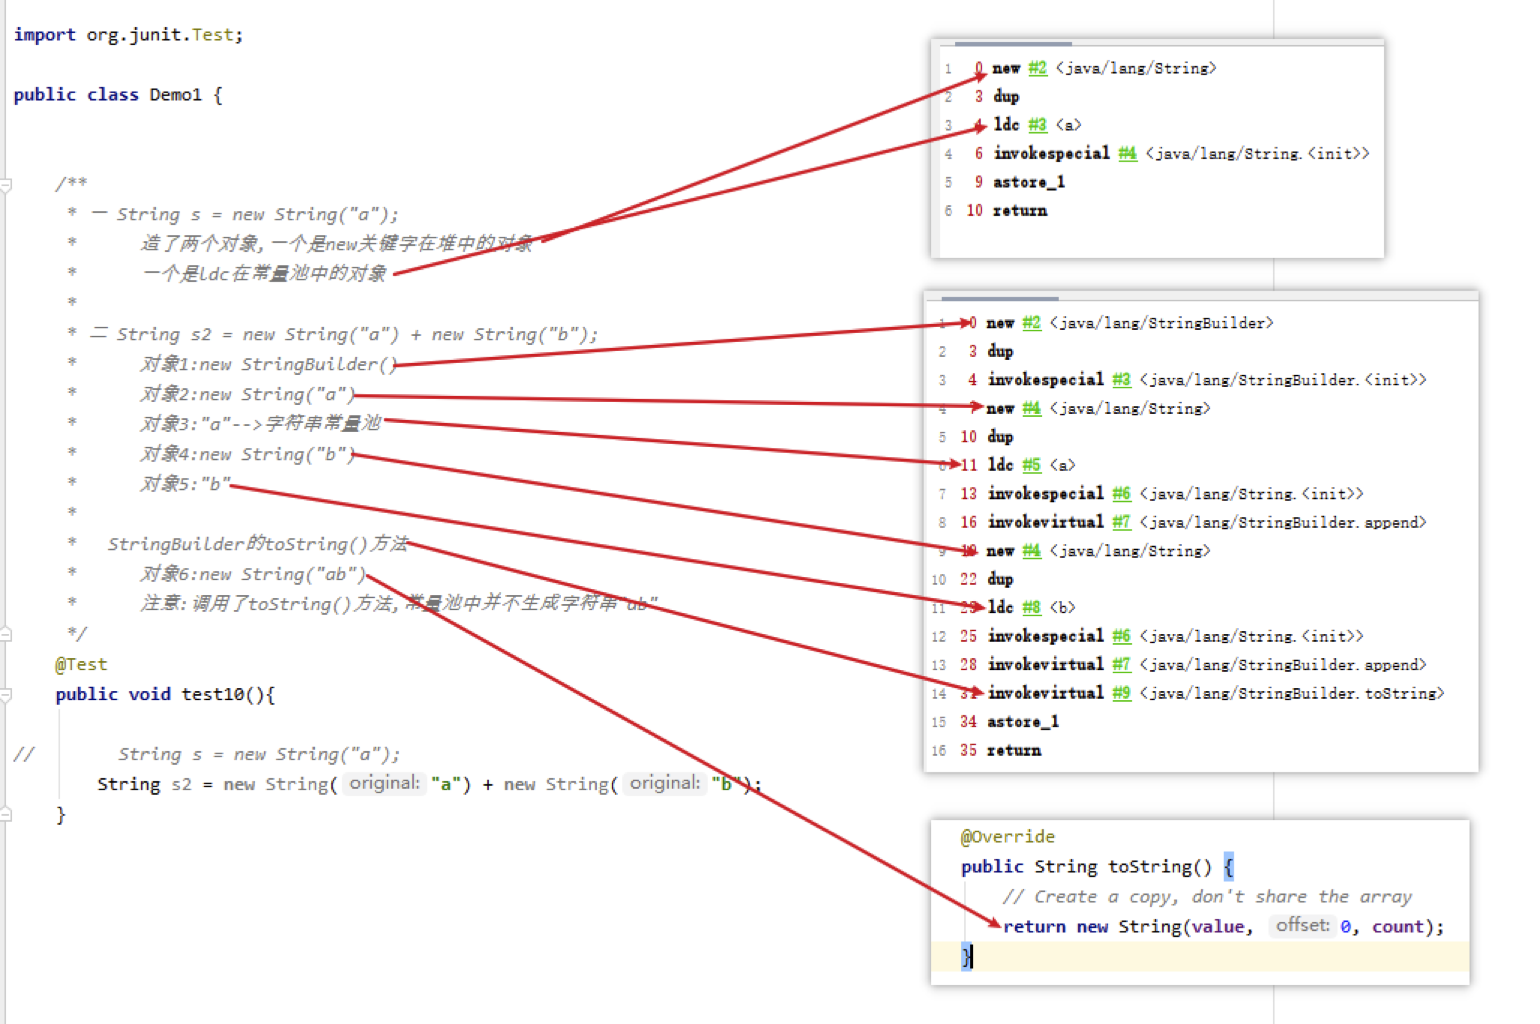 import org.junit.Test;
public class Demo1 {
/**
* 一 String s = new String("a");
* 造了两个对象,一个是new关键字在堆中的对象
* 一个是ldc在常量池中的对象
*
* 二 String s2 = new String("a") + new String("b");
* 对象1:new StringBuilder()
* 对象2:new String("a")
* 对象3:"a"-->字符串常量池
* 对象4:new String("b")
* 对象5:"b"
*
* StringBuilder的toString()方法
* 对象6:new String("ab")
* 注意:调用了toString()方法,常量池中并不生成字符串"ab"
*/
@Test
public void test10(){
// String s = new String("a");
String s2 = new String( original: "a") + new String( original: "b");
}
1 0 new #2 <java/lang/String>
2 3 dup
3 4 ldc #3 <a>
4 6 invokespecial #4 <java/lang/String.<init>>
5 9 astore_1
6 10 return
1 0 new #2 <java/lang/StringBuilder>
2 3 dup
3 4 invokespecial #3 <java/lang/StringBuilder.<init>>
4 7 new #4 <java/lang/String>
5 10 dup
6 11 ldc #5 <a>
7 13 invokespecial #6 <java/lang/String.<init>>
8 16 invokevirtual #7 <java/lang/StringBuilder.append>
9 19 new #4 <java/lang/String>
10 22 dup
11 23 ldc #8 <b>
12 25 invokespecial #6 <java/lang/String.<init>>
13 28 invokevirtual #7 <java/lang/StringBuilder.append>
14 31 invokevirtual #9 <java/lang/StringBuilder.toString>
15 34 astore_1
16 35 return
@Override
public String toString() {
// Create a copy, don't share the array
return new String(value, offset: 0, count);
}